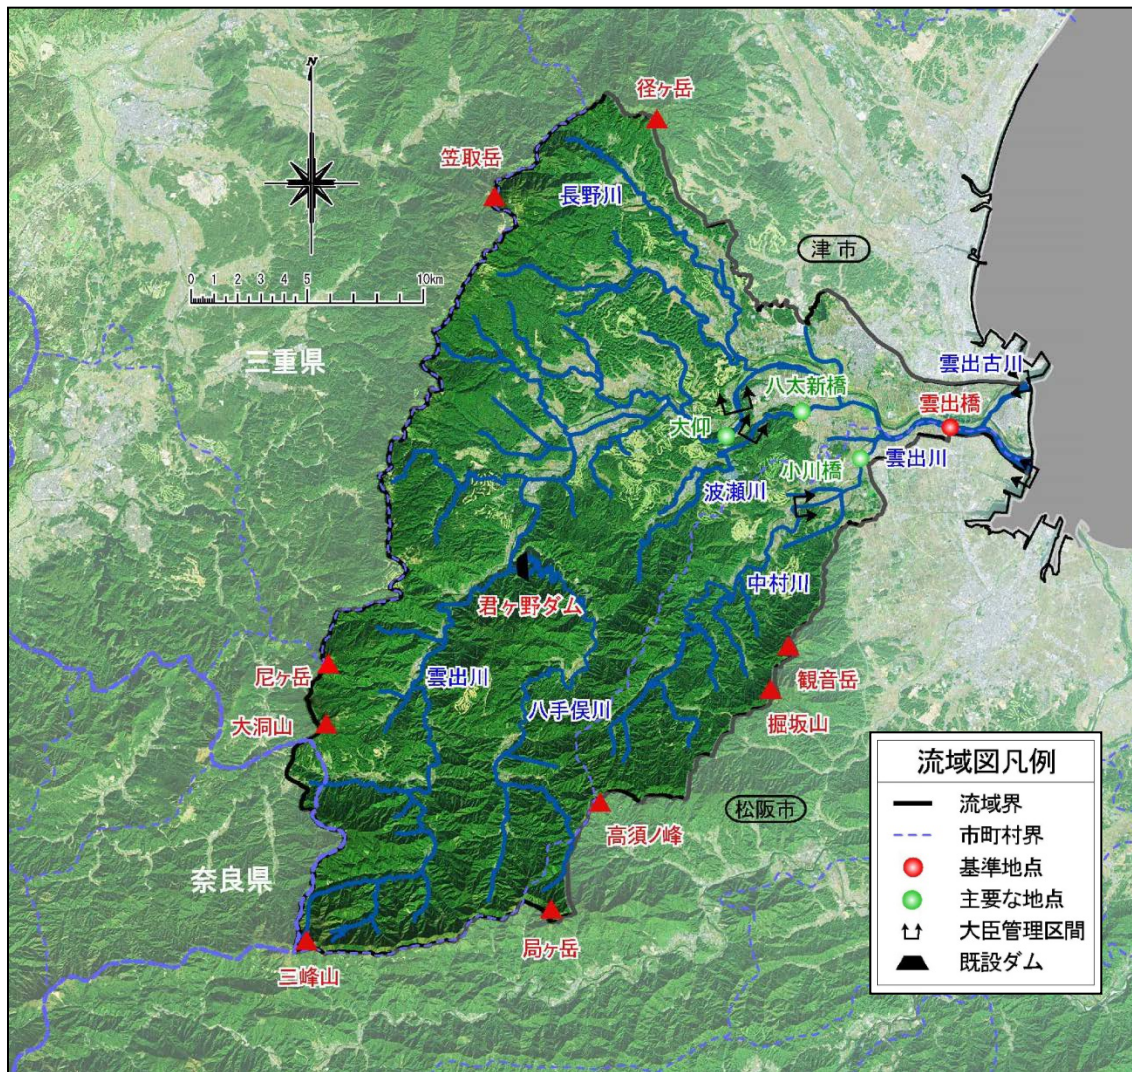 径ヶ岳
N
笠取岳
長野川
津市
0 1 2 3 4 5 10km
三重県
雲出古川
八太新橋
雲出橋
大仰
小川橋
雲出川
波瀬川
中村川
君ヶ野ダム
尼ヶ岳
雲出川
観音岳
八手俣川
掘坂山
大洞山
流域図凡例
流域界
市町村界
基準地点
主要な地点
大臣管理区間
既設ダム
松阪市
高須ノ峰
奈良県
局ヶ岳
三峰山